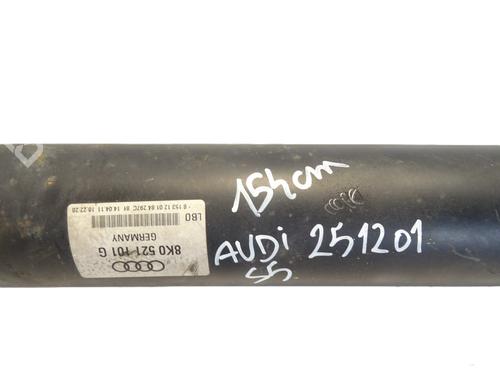 154cm
AUDi 251201
S5
8K0 521 101 G
GERMANY
LB0